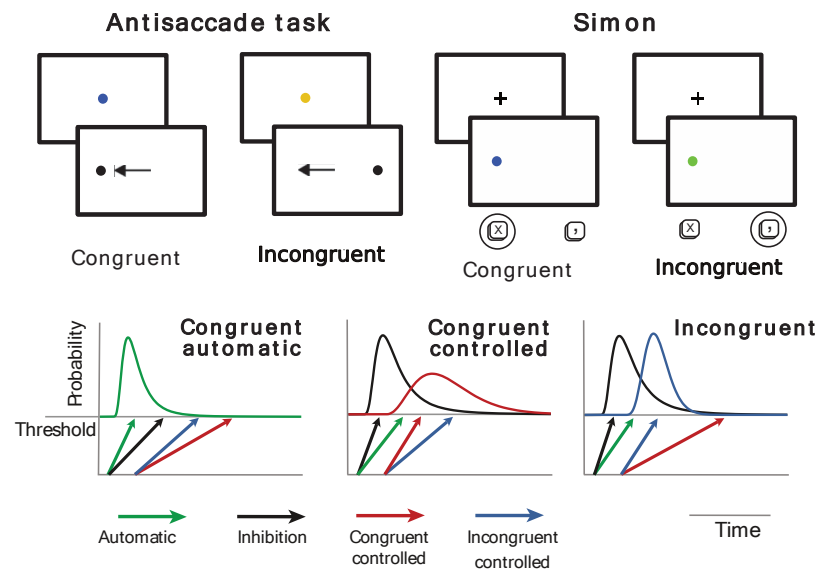 Antisaccade task
Simon
X
,
X
,
Congruent
Incongruent
Congruent
Incongruent
Probability
Threshold
Congruent
automatic
Congruent
controlled
Incongruent
Automatic
Inhibition
Congruent
controlled
Incongruent
controlled
Time